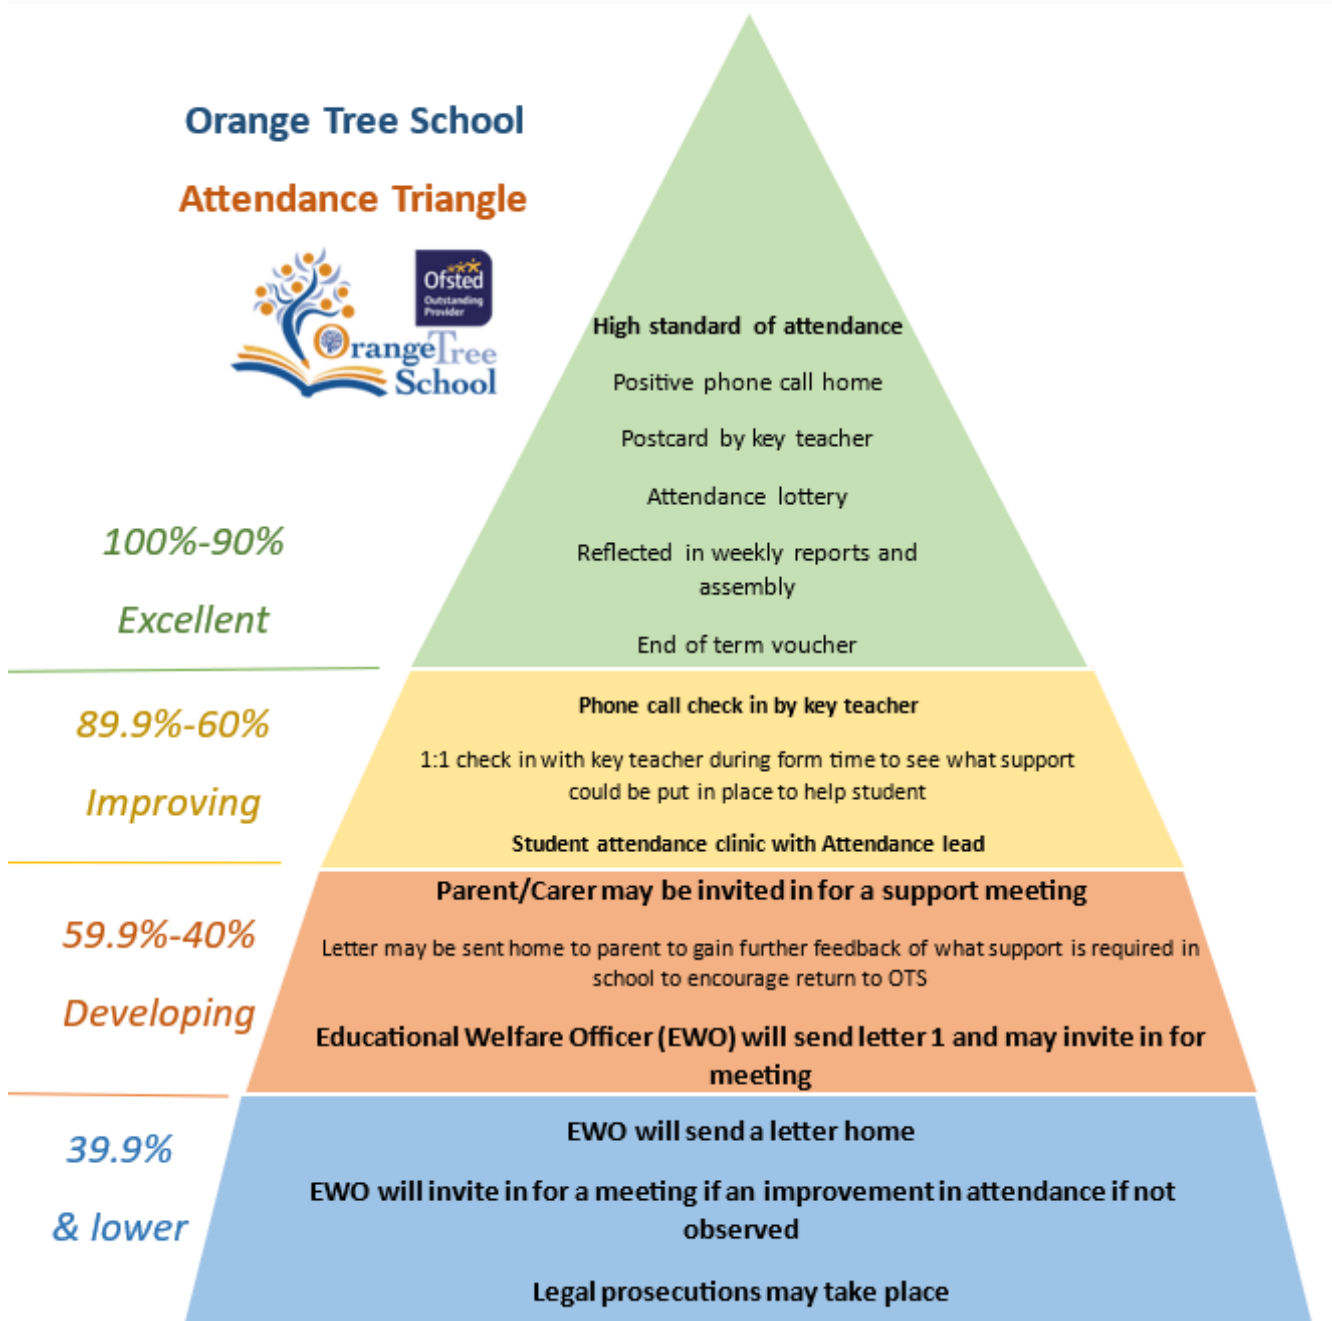 Orange Tree School
Attendance Triangle
Ofsted
Outstanding
Provider
OrangeTree
School
High standard of attendance
Positive phone call home
Postcard by key teacher
Attendance lottery
Reflected in weekly reports and
assembly
End of term voucher
100%-90%
Excellent
89.9%-60%
Improving
Phone call check in by key teacher
1:1 check in with key teacher during form time to see what support
could be put in place to help student
Student attendance clinic with Attendance lead
59.9%-40%
Developing
Parent/Carer may be invited in for a support meeting
Letter may be sent home to parent to gain further feedback of what support is required in
school to encourage return to OTS
Educational Welfare Officer (EWO) will send letter 1 and may invite in for
meeting
39.9%
& lower
EWO will send a letter home
EWO will invite in for a meeting if an improvement in attendance if not
observed
Legal prosecutions may take place